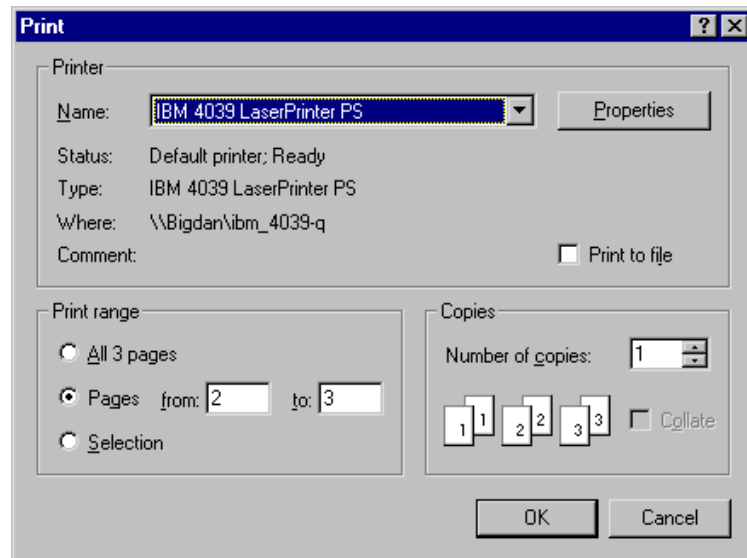 Print
Printer
Name: IBM 4039 LaserPrinter PS Properties
Status: Default printer; Ready
Type: IBM 4039 LaserPrinter PS
Where: \\Bigdan\ibm_4039-q
Comment: Print to file
Print range
All 3 pages
Pages from: 2 to: 3
Selection
Copies
Number of copies: 1
1 1 2 2 3 3 Collate
OK Cancel